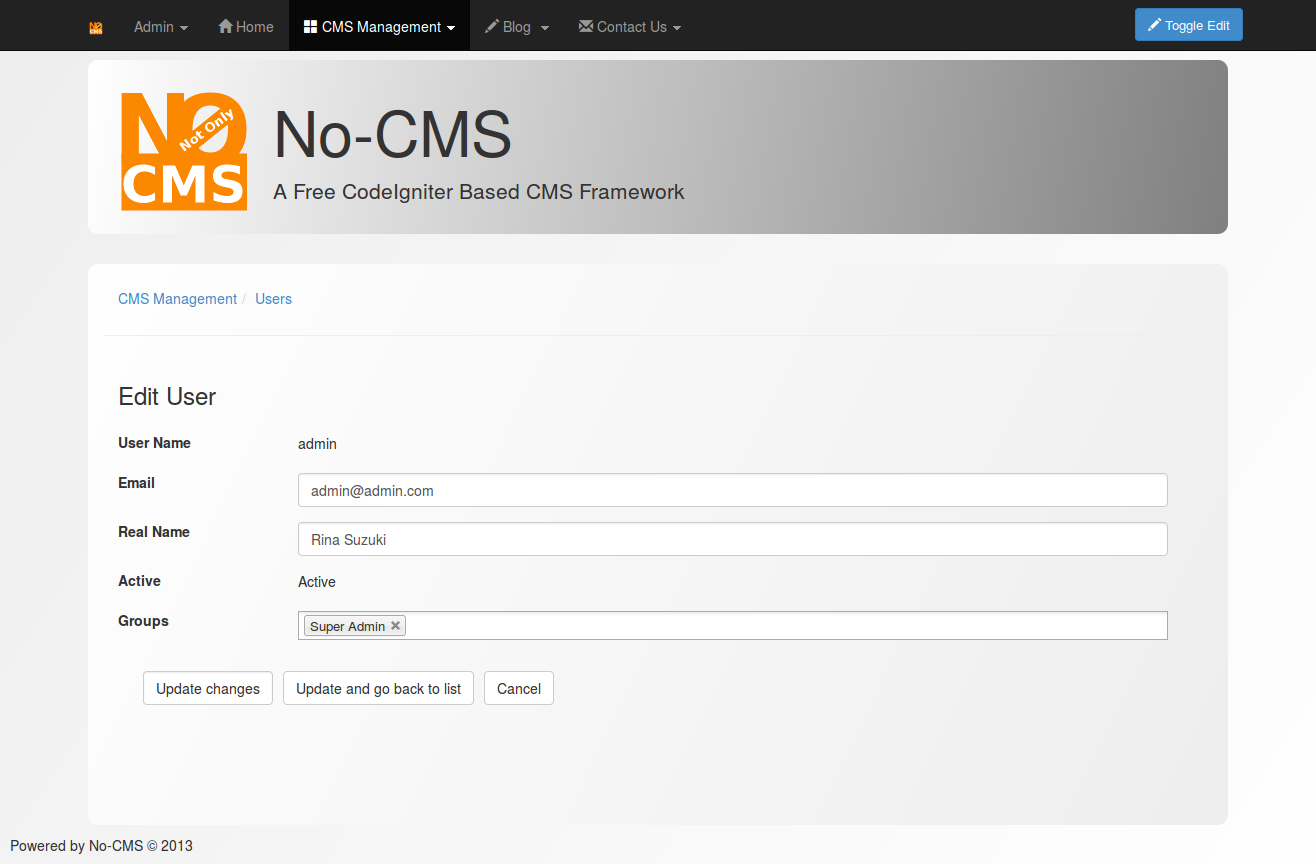 NO CMS Admin Home CMS Management Blog Contact Us Toggle Edit
NO
Not Only
CMS
No-CMS
A Free CodeIgniter Based CMS Framework
CMS Management / Users
Edit User
User Name admin
Email admin@admin.com
Real Name Rina Suzuki
Active Active
Groups Super Admin
Update changes Update and go back to list Cancel
Powered by No-CMS © 2013